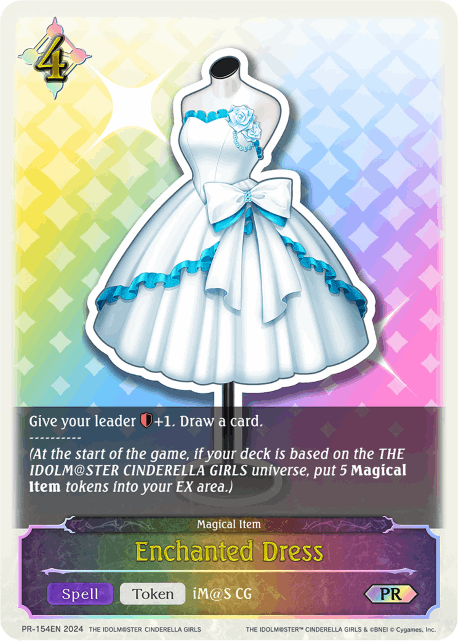 4
Give your leader +1. Draw a card.
----------
(At the start of the game, if your deck is based on the THE
IDOLM@STER CINDERELLA GIRLS universe, put 5 Magical
Item tokens into your EX area.)
Magical Item
Enchanted Dress
Spell Token iM@S CG PR
PR-154EN 2024 THE IDOLM@STER CINDERELLA GIRLS THE IDOLM@STER™ CINDERELLA GIRLS & ©BNEI © Cygames, Inc.